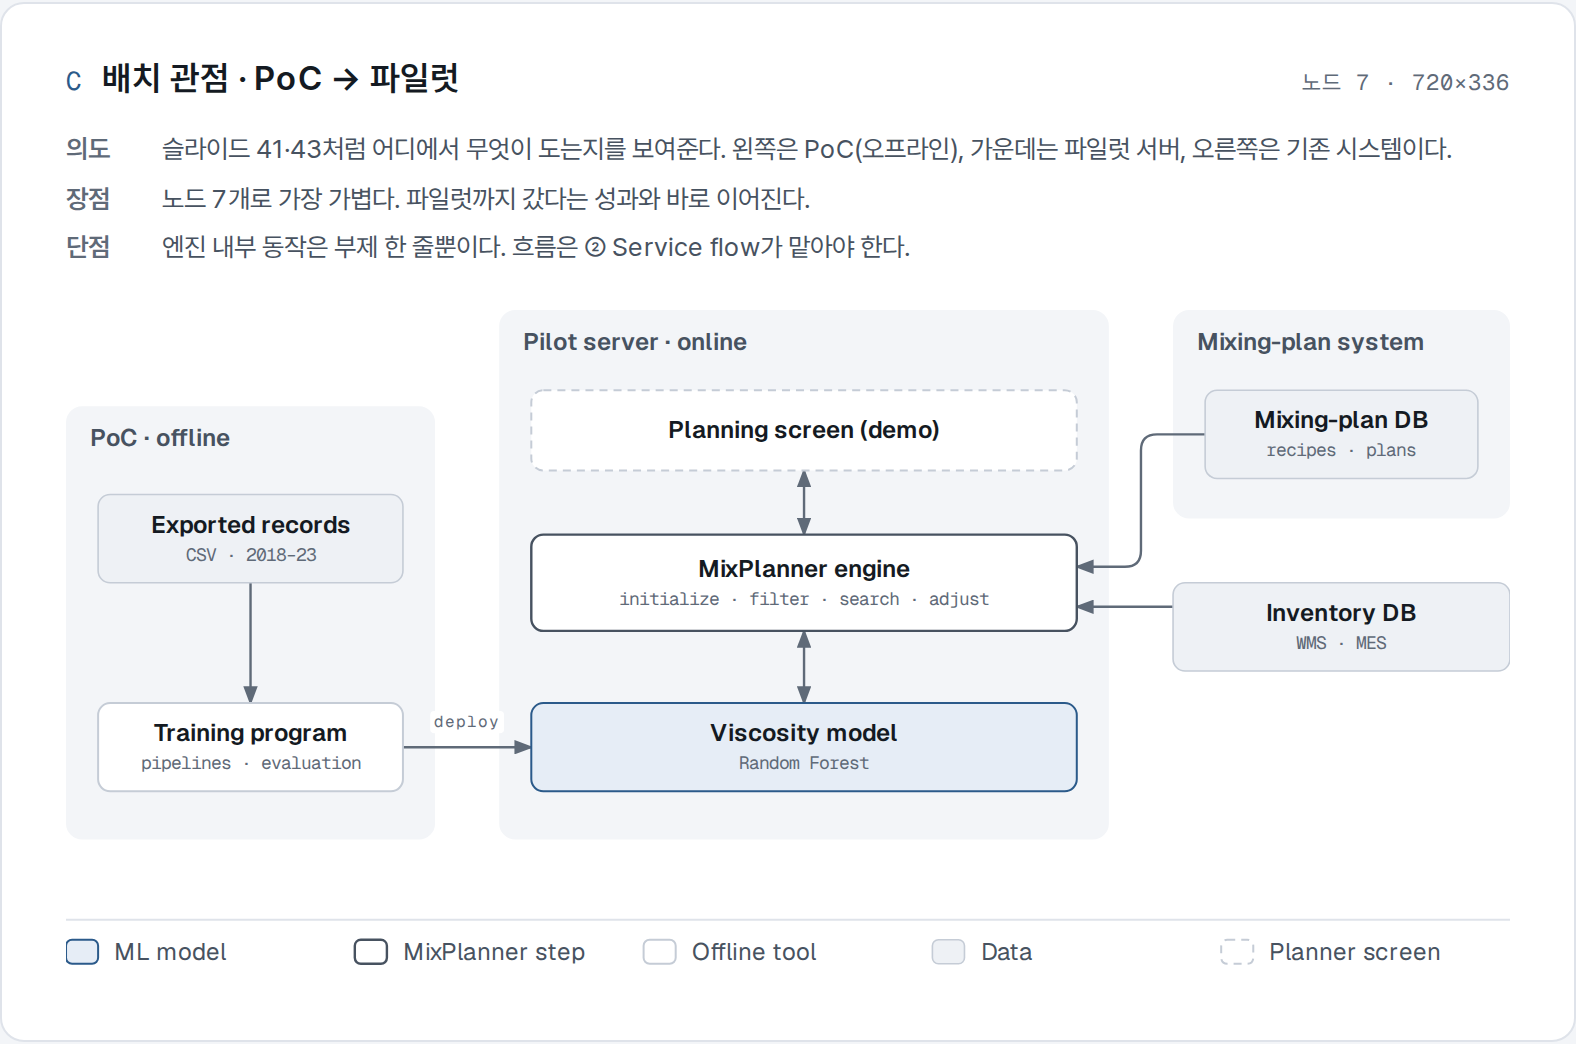 C 배치 관점 · PoC → 파일럿
노드 7 · 720×336
의도 슬라이드 41·43처럼 어디에서 무엇이 도는지를 보여준다. 왼쪽은 PoC(오프라인), 가운데는 파일럿 서버, 오른쪽은 기존 시스템이다.
장점 노드 7개로 가장 가볍다. 파일럿까지 갔다는 성과와 바로 이어진다.
단점 엔진 내부 동작은 부제 한 줄뿐이다. 흐름은 ② Service flow가 맡아야 한다.
PoC · offline
Exported records
CSV · 2018–23
Training program
pipelines · evaluation
deploy
Pilot server · online
Planning screen (demo)
MixPlanner engine
initialize · filter · search · adjust
Viscosity model
Random Forest
Mixing-plan system
Mixing-plan DB
recipes · plans
Inventory DB
WMS · MES
ML model
MixPlanner step
Offline tool
Data
Planner screen